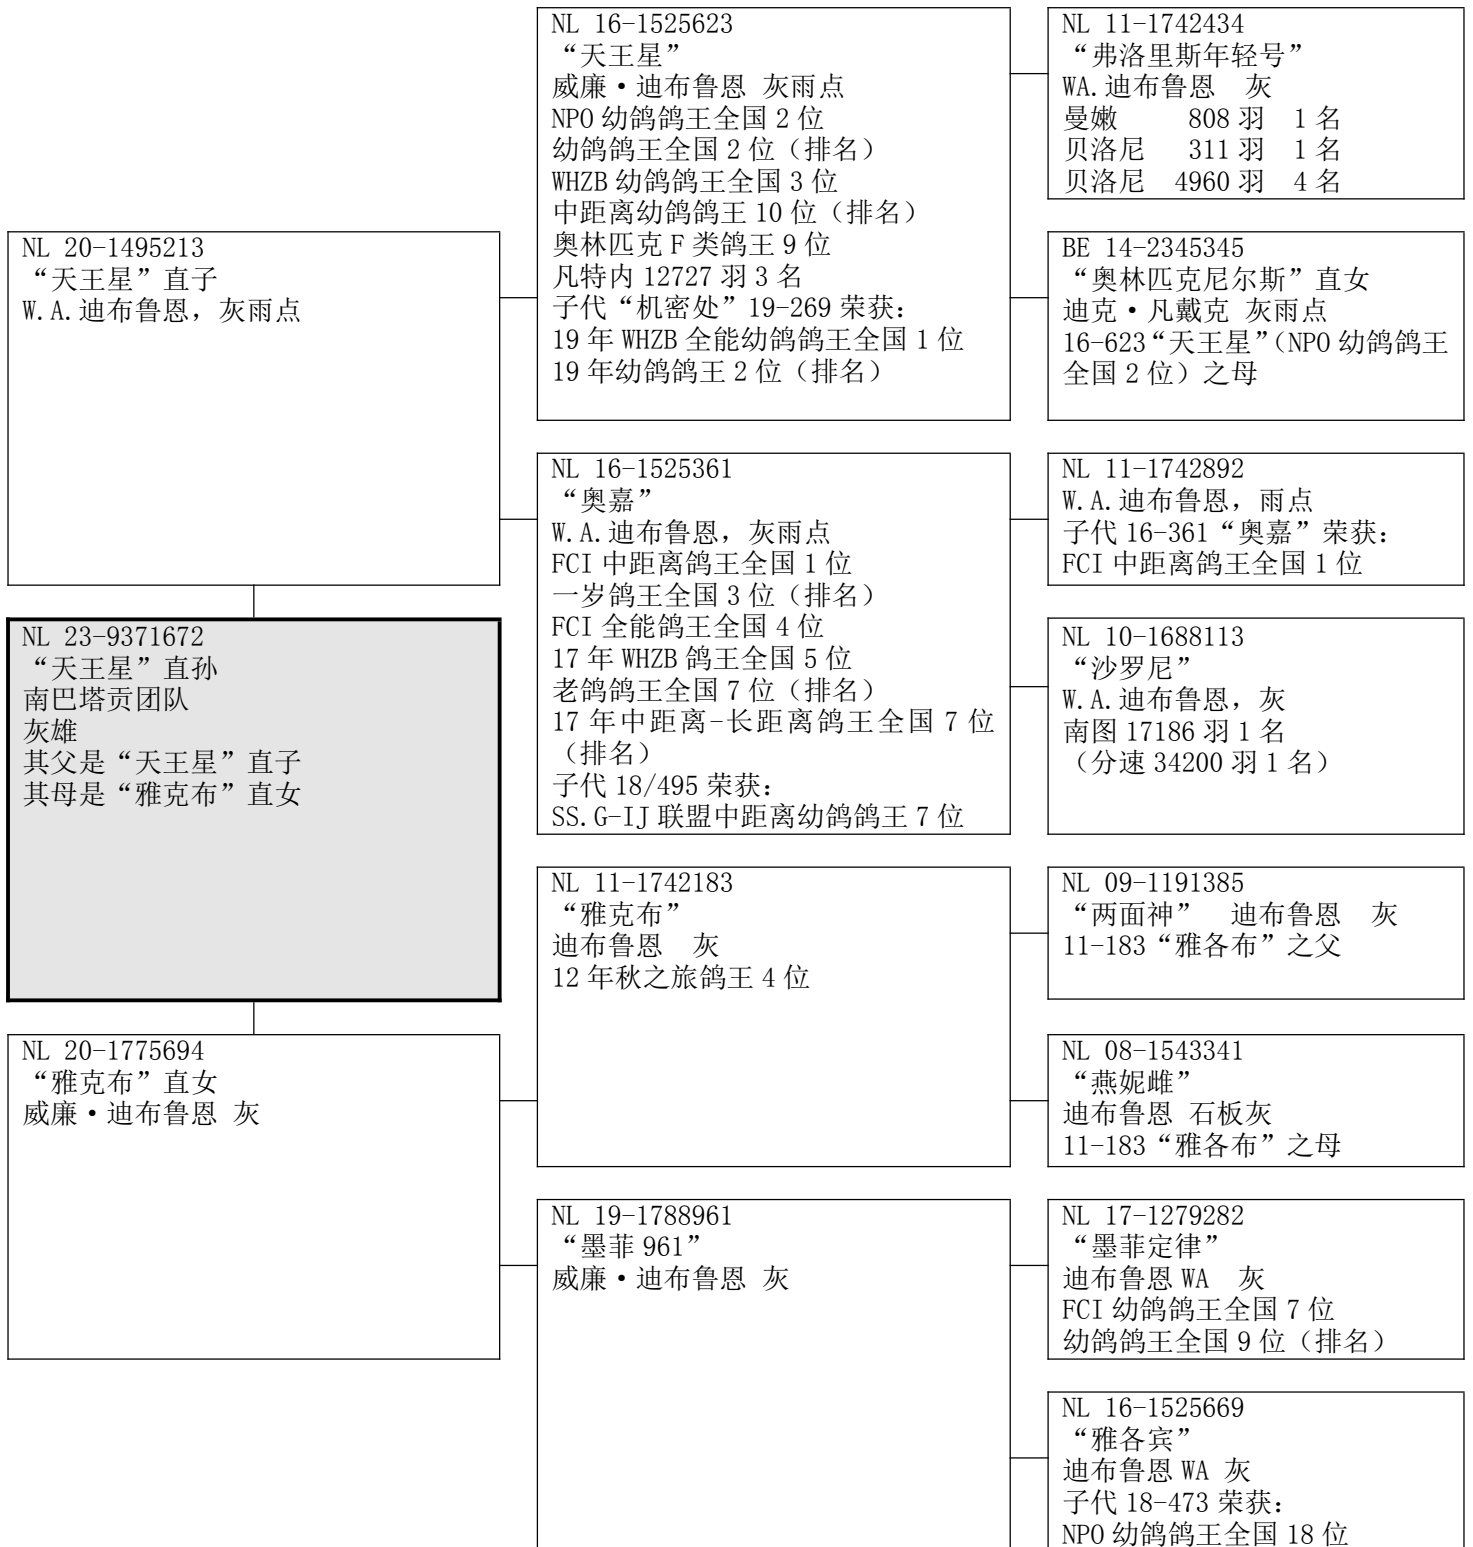 NL 20-1495213
“天王星”直子
W.A.迪布鲁恩，灰雨点
NL 23-9371672
“天王星”直孙
南巴塔贡团队
灰雄
其父是“天王星”直子
其母是“雅克布”直女
NL 20-1775694
“雅克布”直女
威廉·迪布鲁恩 灰
NL 16-1525623
“天王星”
威廉·迪布鲁恩 灰雨点
NPO 幼鸽鸽王全国 2 位
幼鸽鸽王全国 2 位（排名）
WHZB 幼鸽鸽王全国 3 位
中距离幼鸽鸽王 10 位（排名）
奥林匹克 F 类鸽王 9 位
凡特内 12727 羽 3 名
子代“机密处”19-269 荣获：
19 年 WHZB 全能幼鸽鸽王全国 1 位
19 年幼鸽鸽王 2 位（排名）
NL 16-1525361
“奥嘉”
W.A.迪布鲁恩，灰雨点
FCI 中距离鸽王全国 1 位
一岁鸽王全国 3 位（排名）
FCI 全能鸽王全国 4 位
17 年 WHZB 鸽王全国 5 位
老鸽鸽王全国 7 位（排名）
17 年中距离-长距离鸽王全国 7 位
（排名）
子代 18/495 荣获：
SS.G-IJ 联盟中距离幼鸽鸽王 7 位
NL 11-1742183
“雅克布”
迪布鲁恩 灰
12 年秋之旅鸽王 4 位
NL 19-1788961
“墨菲 961”
威廉·迪布鲁恩 灰
NL 11-1742434
“弗洛里斯年轻号”
WA.迪布鲁恩 灰
曼嫩 808 羽 1 名
贝洛尼 311 羽 1 名
贝洛尼 4960 羽 4 名
BE 14-2345345
“奥林匹克尼尔斯”直女
迪克·凡戴克 灰雨点
16-623“天王星”（NPO 幼鸽鸽王
全国 2 位）之母
NL 11-1742892
W.A.迪布鲁恩，雨点
子代 16-361“奥嘉”荣获：
FCI 中距离鸽王全国 1 位
NL 10-1688113
“沙罗尼”
W.A.迪布鲁恩，灰
南图 17186 羽 1 名
（分速 34200 羽 1 名）
NL 09-1191385
“两面神” 迪布鲁恩 灰
11-183“雅各布”之父
NL 08-1543341
“燕妮雌”
迪布鲁恩 石板灰
11-183“雅各布”之母
NL 17-1279282
“墨菲定律”
迪布鲁恩 WA 灰
FCI 幼鸽鸽王全国 7 位
幼鸽鸽王全国 9 位（排名）
NL 16-1525669
“雅各宾”
迪布鲁恩 WA 灰
子代 18-473 荣获：
NPO 幼鸽鸽王全国 18 位